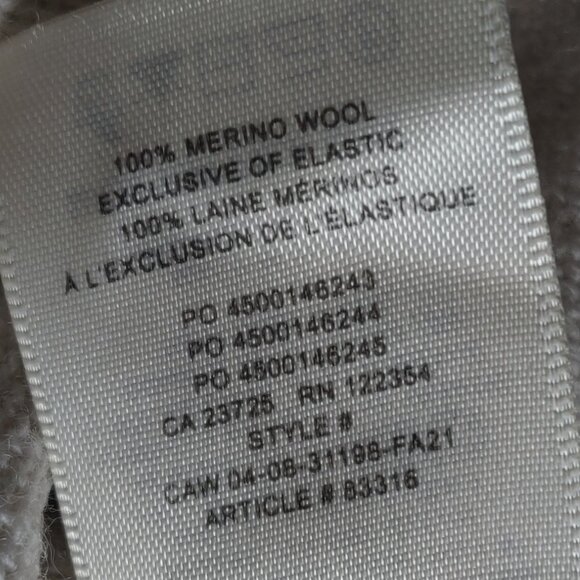 100% MERINO WOOL
EXCLUSIVE OF ELASTIC
100% LAINE MÉRINOS
À L'EXCLUSION DE L'ÉLASTIQUE
PO 4500146243
PO 4500146244
PO 4500146245
CA 23725 RN 122354
STYLE #
CAW 04-08-31198-FA21
ARTICLE # 83316